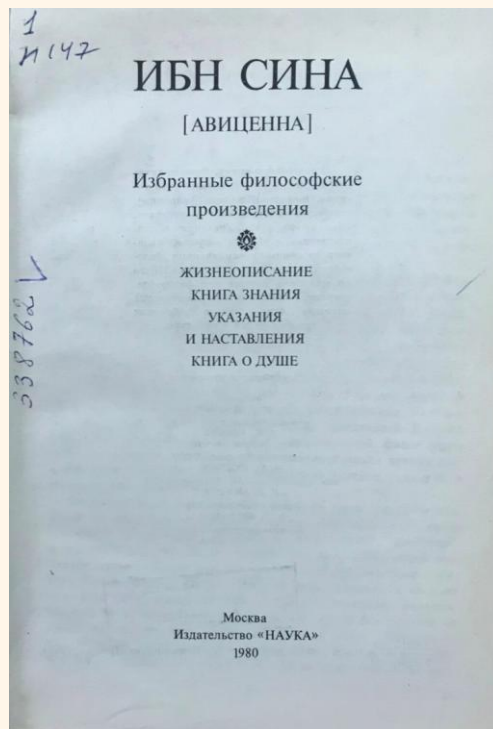 1
И147
ИБН СИНА
[АВИЦЕННА]
Избранные философские
произведения
ЖИЗНЕОПИСАНИЕ
КНИГА ЗНАНИЯ
УКАЗАНИЯ
И НАСТАВЛЕНИЯ
КНИГА О ДУШЕ
338762
Москва
Издательство «НАУКА»
1980